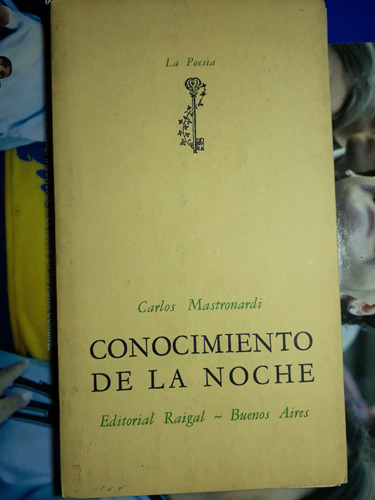 La Poesía
Carlos Mastronardi
CONOCIMIENTO
DE LA NOCHE
Editorial Raigal ~ Buenos Aires